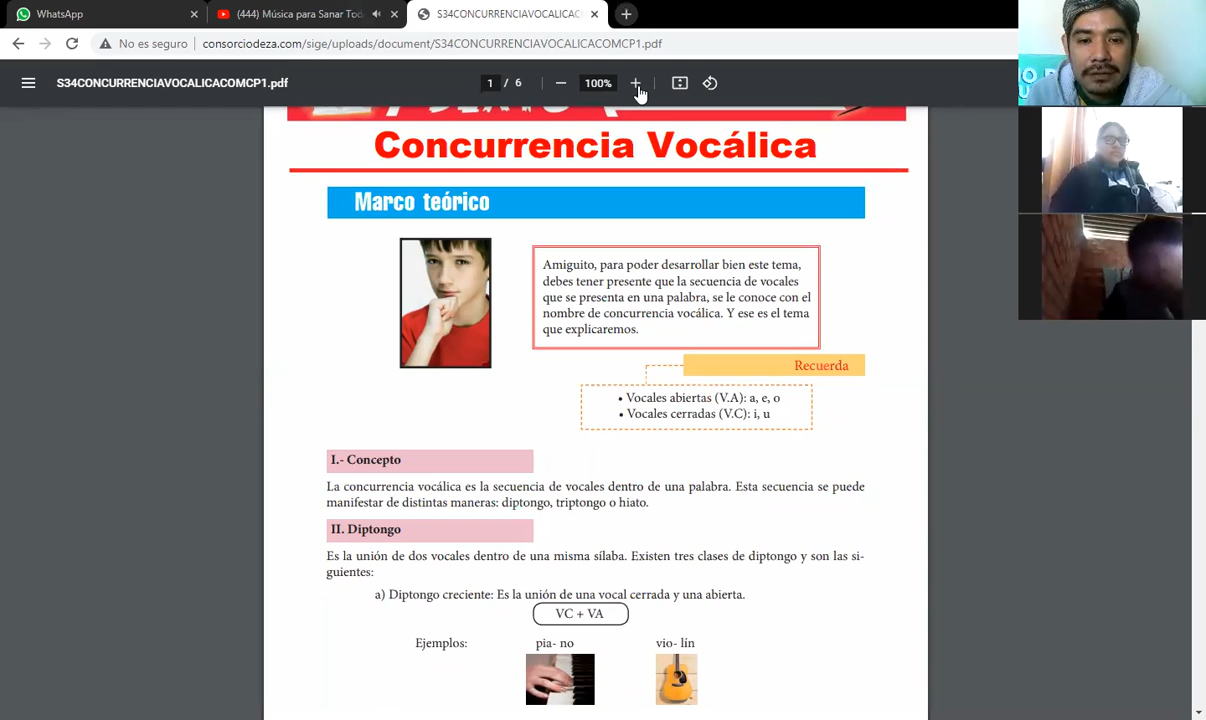 WhatsApp
(444) Música para Sanar Tod
S34CONCURRENCIAVOCALICAC
No es seguro
consorciodeza.com/sige/uploads/document/S34CONCURRENCIAVOCALICACOMCP1.pdf
S34CONCURRENCIAVOCALICACOMCP1.pdf
1 / 6
100%
Concurrencia Vocálica
Marco teórico
Amiguito, para poder desarrollar bien este tema,
debes tener presente que la secuencia de vocales
que se presenta en una palabra, se le conoce con el
nombre de concurrencia vocálica. Y ese es el tema
que explicaremos.
Recuerda
• Vocales abiertas (V.A): a, e, o
• Vocales cerradas (V.C): i, u
I.- Concepto
La concurrencia vocálica es la secuencia de vocales dentro de una palabra. Esta secuencia se puede
manifestar de distintas maneras: diptongo, triptongo o hiato.
II. Diptongo
Es la unión de dos vocales dentro de una misma sílaba. Existen tres clases de diptongo y son las si-
guientes:
a) Diptongo creciente: Es la unión de una vocal cerrada y una abierta.
VC + VA
Ejemplos:
pia- no
vio- lín